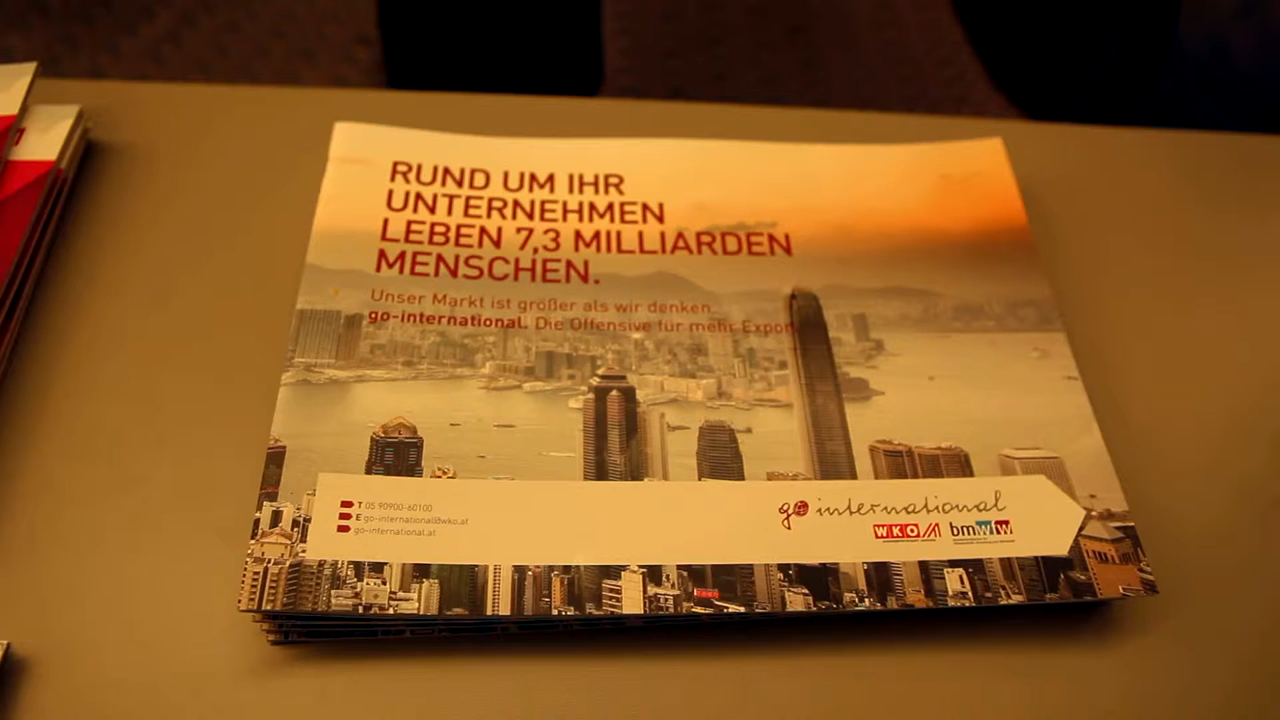 RUND UM IHR
UNTERNEHMEN
LEBEN 7,3 MILLIARDEN
MENSCHEN.
Unser Markt ist größer als wir denken.
go-international. Die Offensive für mehr Export.
T 05 90900-60100
E go-international@wko.at
go-international.at
go international
WKO bmwfw